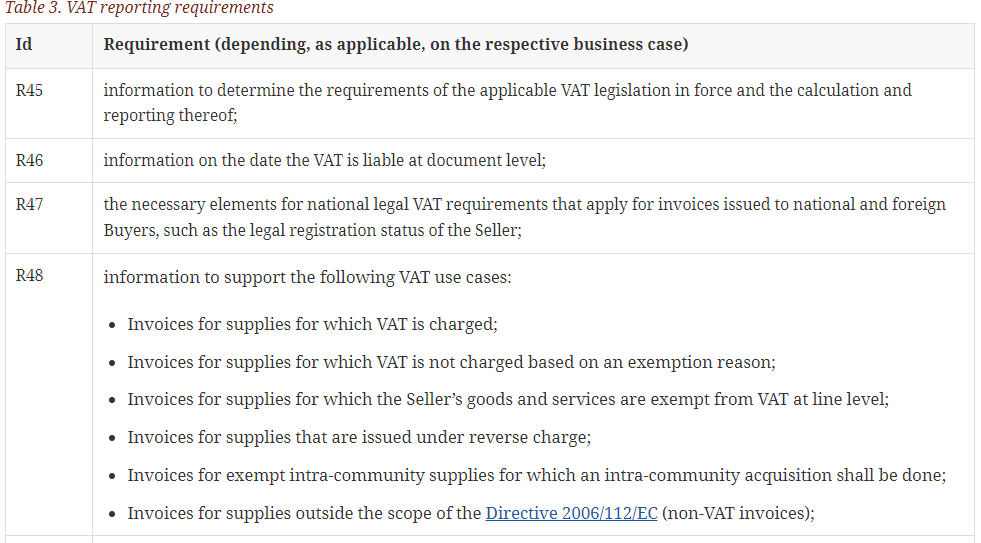 Table 3. VAT reporting requirements
Id
Requirement (depending, as applicable, on the respective business case)
R45
information to determine the requirements of the applicable VAT legislation in force and the calculation and
reporting thereof;
R46
information on the date the VAT is liable at document level;
R47
the necessary elements for national legal VAT requirements that apply for invoices issued to national and foreign
Buyers, such as the legal registration status of the Seller;
R48
information to support the following VAT use cases:
• Invoices for supplies for which VAT is charged;
• Invoices for supplies for which VAT is not charged based on an exemption reason;
• Invoices for supplies for which the Seller’s goods and services are exempt from VAT at line level;
• Invoices for supplies that are issued under reverse charge;
• Invoices for exempt intra-community supplies for which an intra-community acquisition shall be done;
• Invoices for supplies outside the scope of the Directive 2006/112/EC (non-VAT invoices);